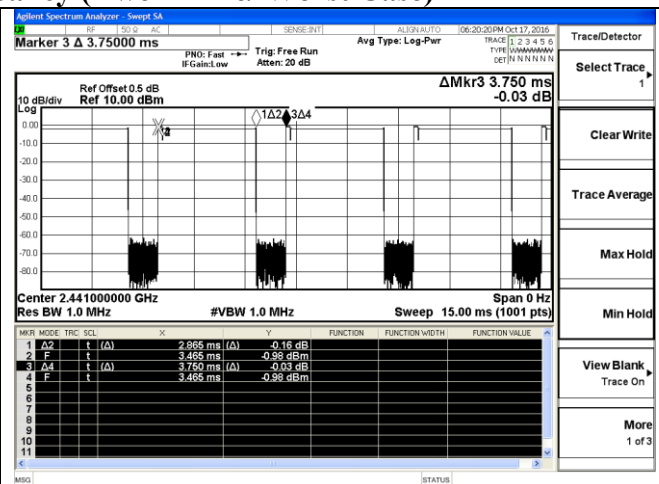 Agilent Spectrum Analyzer - Swept SA
RF 50 Ω AC SENSE:INT ALIGN AUTO 06:20:20 PM Oct 17, 2016
Marker 3 Δ 3.75000 ms
PNO: Fast
IFGain:Low
Trig: Free Run
Atten: 20 dB
Avg Type: Log-Pwr
TRACE 1 2 3 4 5 6
TYPE
DET N N N N N N
Trace/Detector
Select Trace
1
Clear Write
Trace Average
Max Hold
Min Hold
View Blank
Trace On
More
1 of 3
Ref Offset 0.5 dB
Ref 10.00 dBm
10 dB/div
Log
ΔMkr3 3.750 ms
-0.03 dB
1Δ2 3Δ4
0.00
-10.0
-20.0
-30.0
-40.0
-50.0
-60.0
-70.0
-80.0
Center 2.441000000 GHz
Res BW 1.0 MHz
#VBW 1.0 MHz
Span 0 Hz
Sweep 15.00 ms (1001 pts)
MKR MODE TRC SCL X Y FUNCTION FUNCTION WIDTH FUNCTION VALUE
1 Δ2 t (Δ) 2.965 ms (Δ) -0.16 dB
2 F t 3.465 ms -0.98 dBm
3 Δ4 t (Δ) 3.750 ms (Δ) -0.03 dB
4 F t 3.465 ms -0.98 dBm
5
6
7
8
9
10
11
MSG STATUS